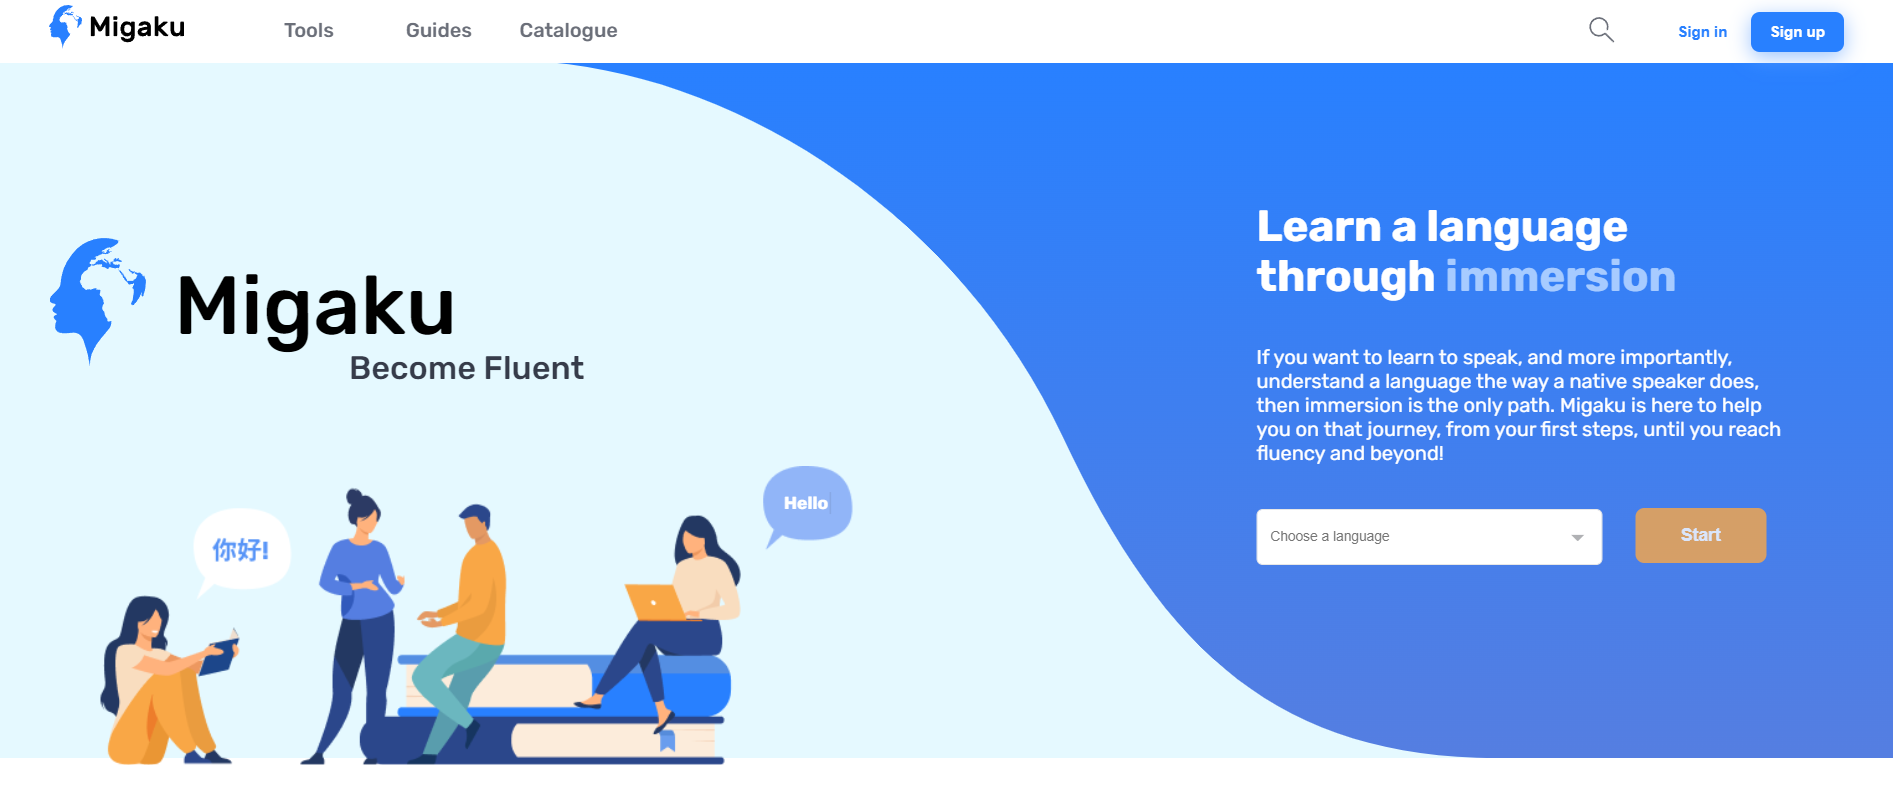 Migaku
Tools
Guides
Catalogue
Sign in
Sign up
Migaku
Become Fluent
你好!
Hello
Learn a language
through immersion
If you want to learn to speak, and more importantly,
understand a language the way a native speaker does,
then immersion is the only path. Migaku is here to help
you on that journey, from your first steps, until you reach
fluency and beyond!
Choose a language
Start